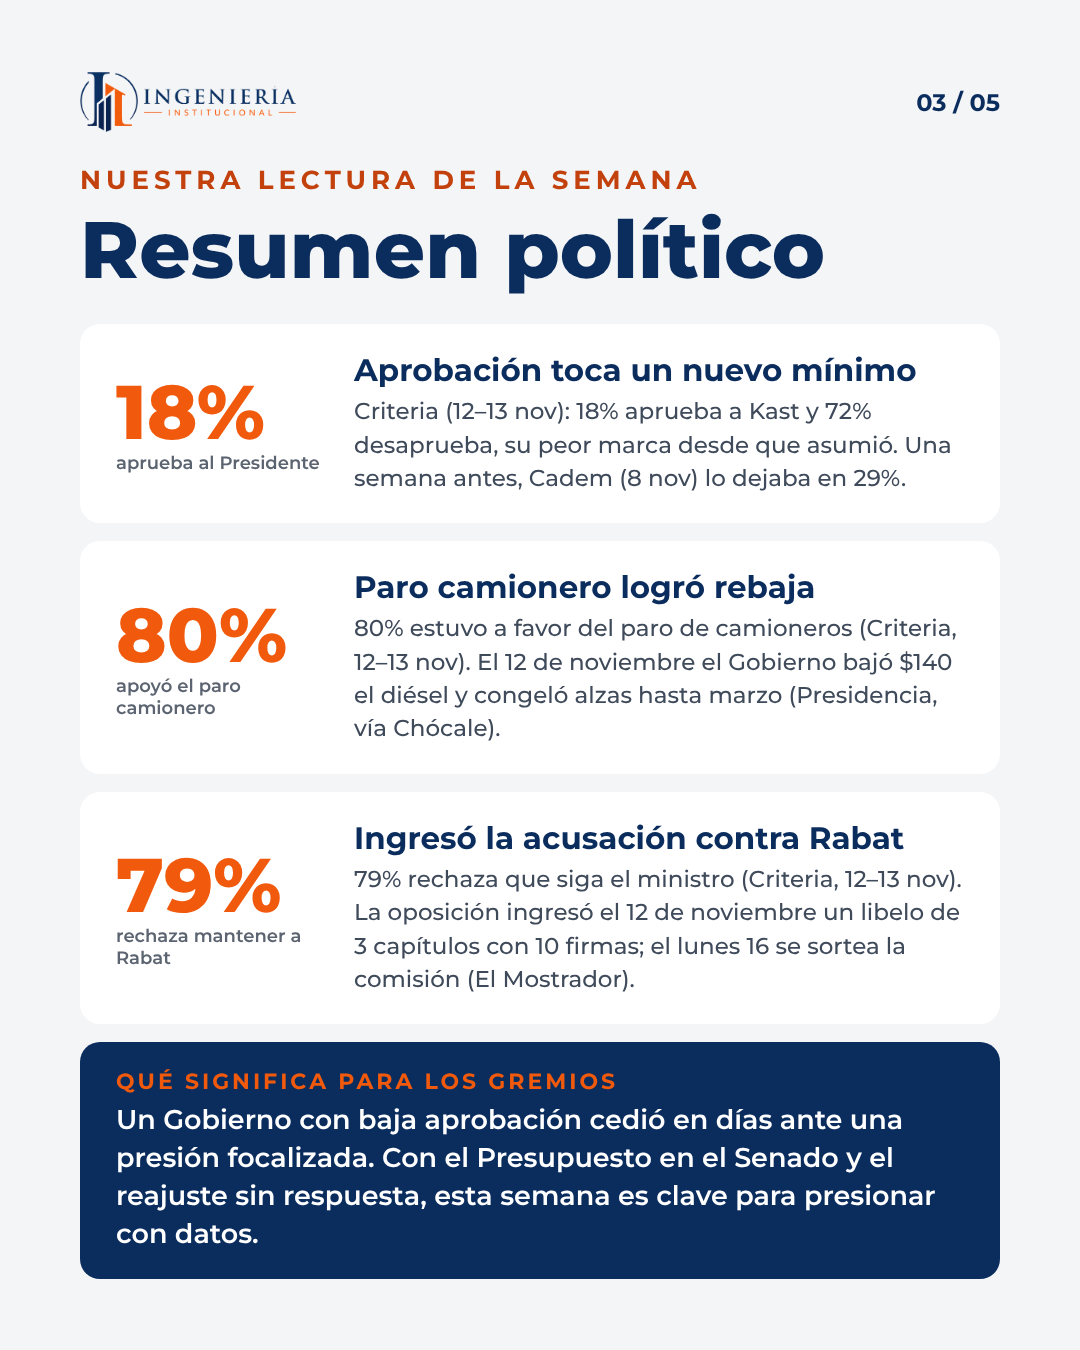 INGENIERIA
INSTITUCIONAL
03 / 05
NUESTRA LECTURA DE LA SEMANA
Resumen político
18%
aprueba al Presidente
Aprobación toca un nuevo mínimo
Criteria (12–13 nov): 18% aprueba a Kast y 72%
desaprueba, su peor marca desde que asumió. Una
semana antes, Cadem (8 nov) lo dejaba en 29%.
80%
apoyó el paro
camionero
Paro camionero logró rebaja
80% estuvo a favor del paro de camioneros (Criteria,
12–13 nov). El 12 de noviembre el Gobierno bajó $140
el diésel y congeló alzas hasta marzo (Presidencia,
vía Chócale).
79%
rechaza mantener a
Rabat
Ingresó la acusación contra Rabat
79% rechaza que siga el ministro (Criteria, 12–13 nov).
La oposición ingresó el 12 de noviembre un libelo de
3 capítulos con 10 firmas; el lunes 16 se sortea la
comisión (El Mostrador).
QUÉ SIGNIFICA PARA LOS GREMIOS
Un Gobierno con baja aprobación cedió en días ante una
presión focalizada. Con el Presupuesto en el Senado y el
reajuste sin respuesta, esta semana es clave para presionar
con datos.